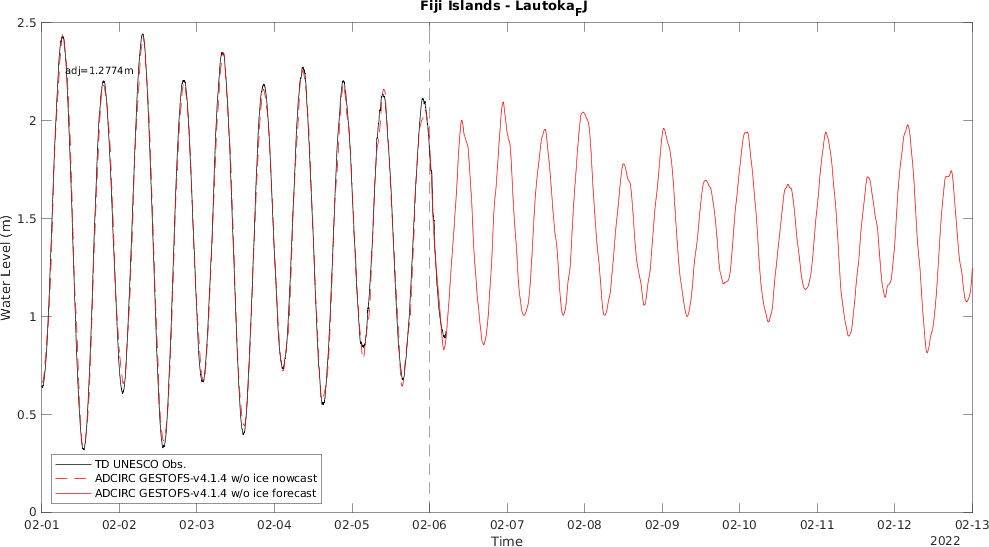 Fiji Islands - Lautoka_FJ
2.5
adj=1.2774m
2
1.5
Water Level (m)
1
0.5
TD UNESCO Obs.
ADCIRC GESTOFS-v4.1.4 w/o ice nowcast
ADCIRC GESTOFS-v4.1.4 w/o ice forecast
0
02-01 02-02 02-03 02-04 02-05 02-06 02-07 02-08 02-09 02-10 02-11 02-12 02-13
Time
2022